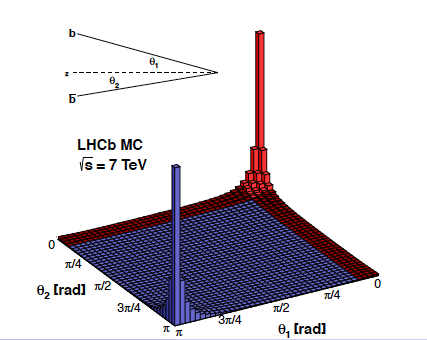 b
θ₁
z
θ₂
b̅
LHCb MC
√s = 7 TeV
0
π/4
θ₂ [rad]
π/2
3π/4
π
π
3π/4
π/2
π/4
0
θ₁ [rad]